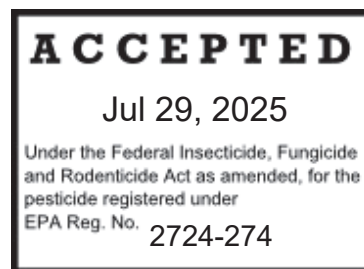 ACCEPTED
Jul 29, 2025
Under the Federal Insecticide, Fungicide
and Rodenticide Act as amended, for the
pesticide registered under
EPA Reg. No. 2724-274